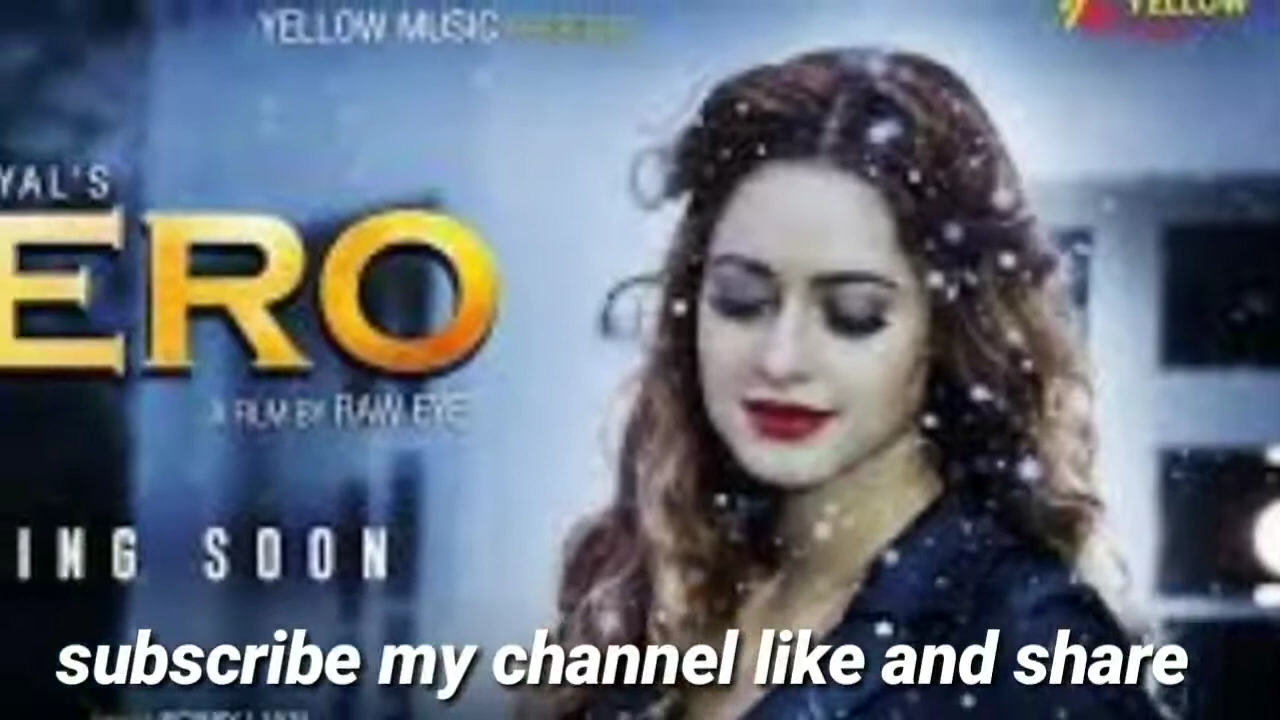 YELLOW MUSIC
YELLOW
YAL'S
ERO
A FILM BY RAW EYE
ING SOON
subscribe my channel like and share